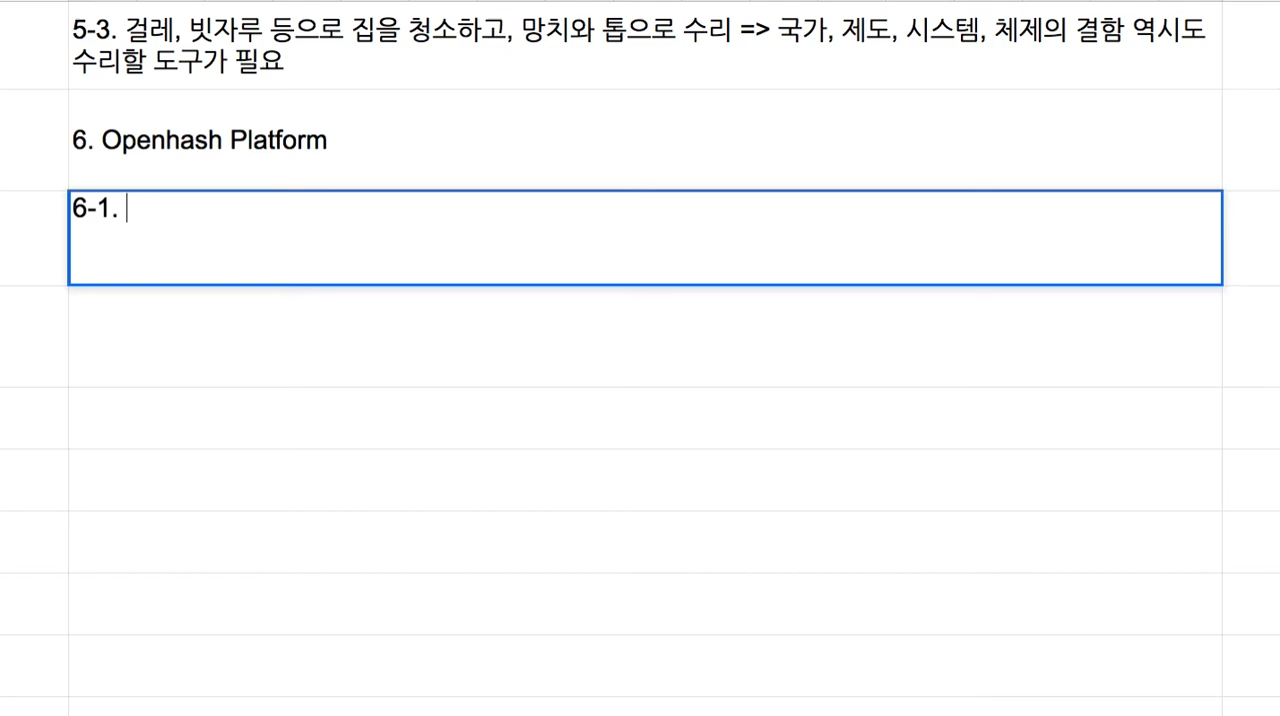 5-3. 걸레, 빗자루 등으로 집을 청소하고, 망치와 톱으로 수리 => 국가, 제도, 시스템, 체제의 결함 역시도
수리할 도구가 필요
6. Openhash Platform
6-1.